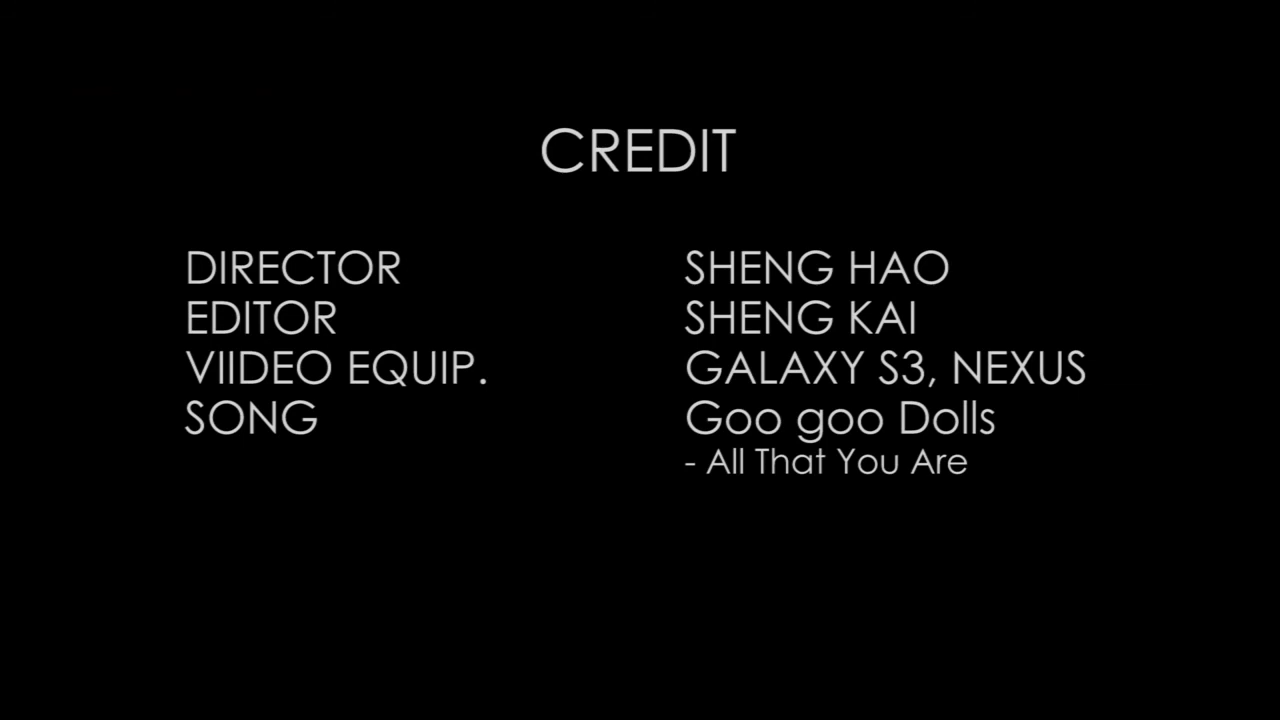 CREDIT
DIRECTOR SHENG HAO
EDITOR SHENG KAI
VIIDEO EQUIP. GALAXY S3, NEXUS
SONG Goo goo Dolls
- All That You Are